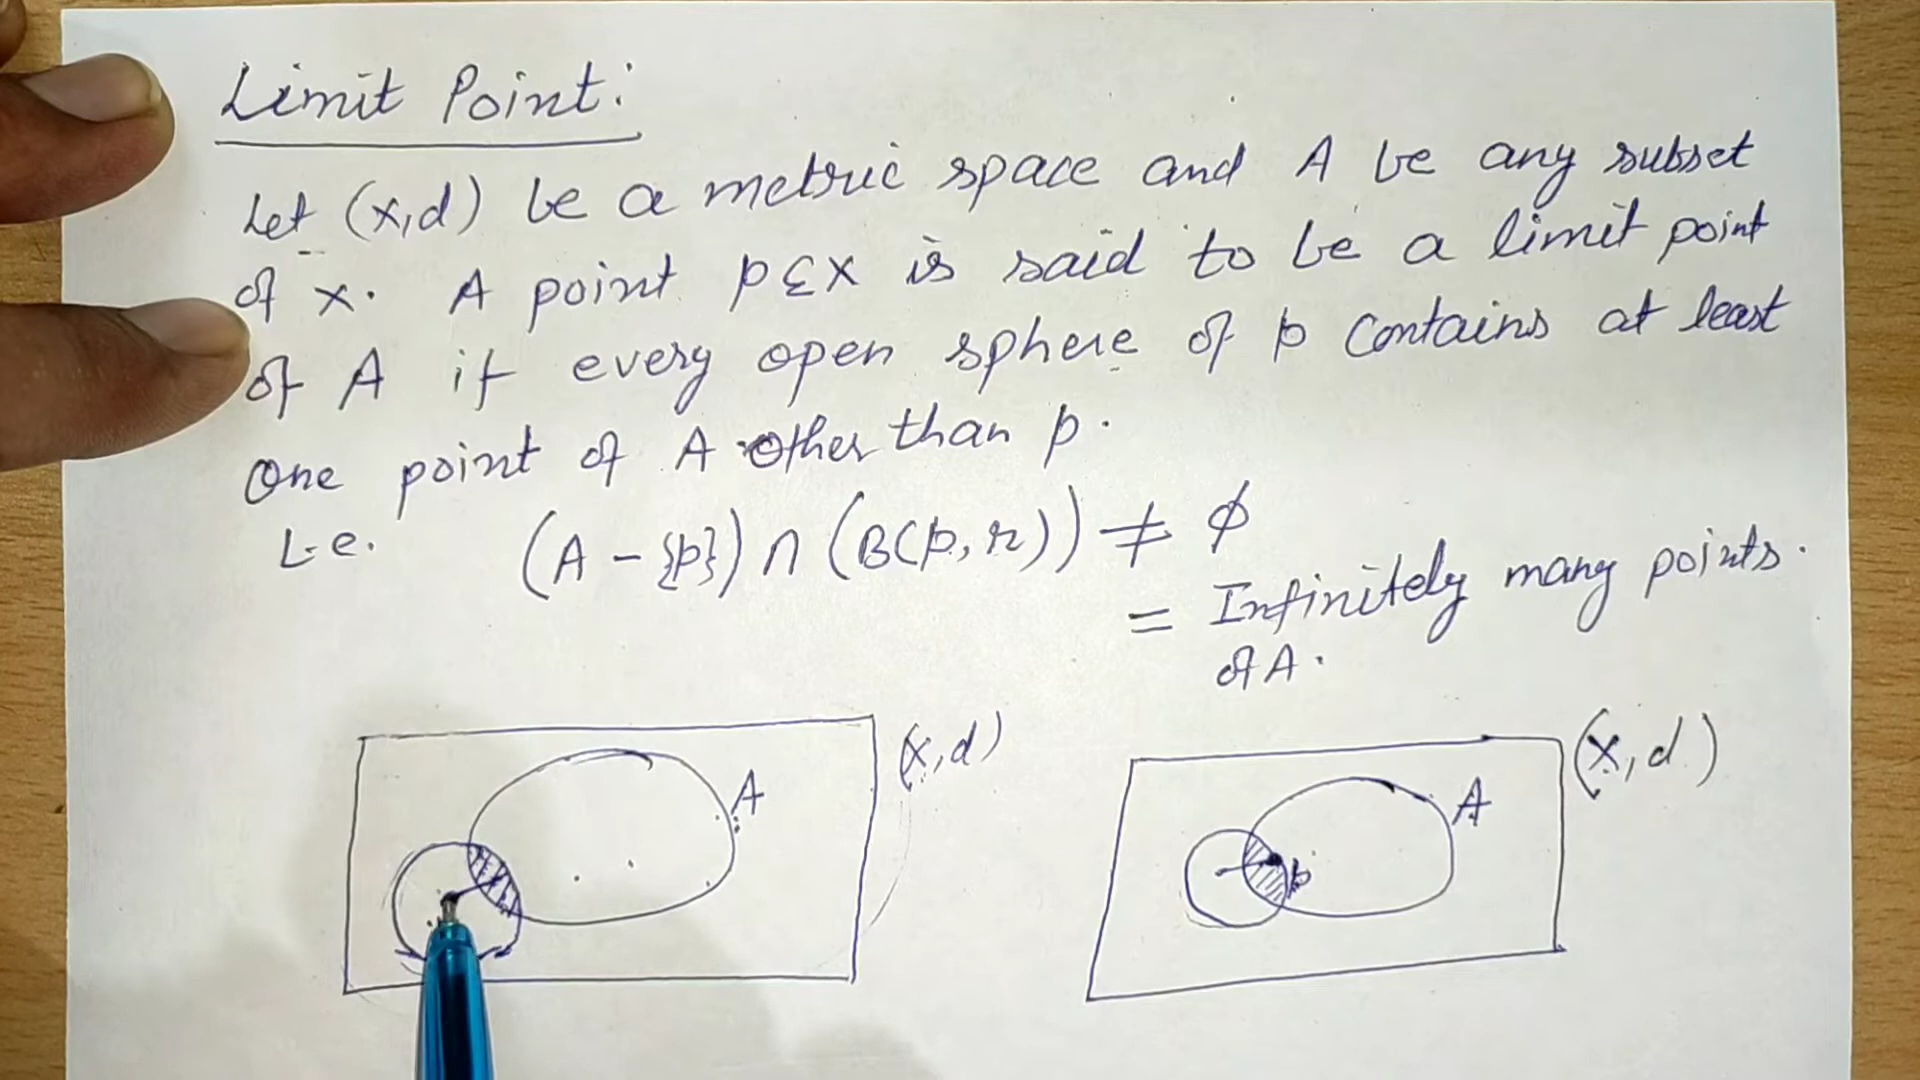 Limit Point:
Let (x,d) be a metric space and A be any subset
of x. A point p∈x is said to be a limit point
of A if every open sphere of p contains at least
one point of A other than p.
i.e. (A - {p}) ∩ (B(p, r)) ≠ ϕ
= Infinitely many points.
of A.
(x,d) (x,d)
A A
p